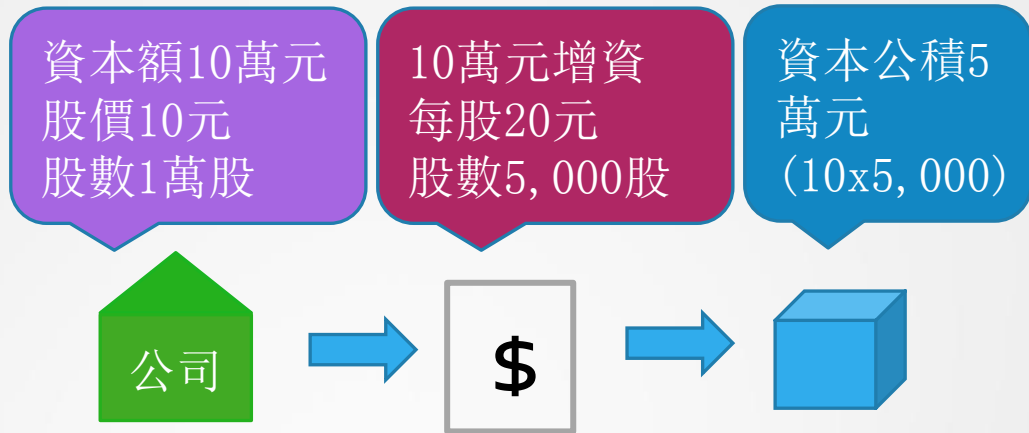 資本額10萬元
股價10元
股數1萬股
10萬元增資
每股20元
股數5,000股
資本公積5
萬元
(10x5,000)
公司
$